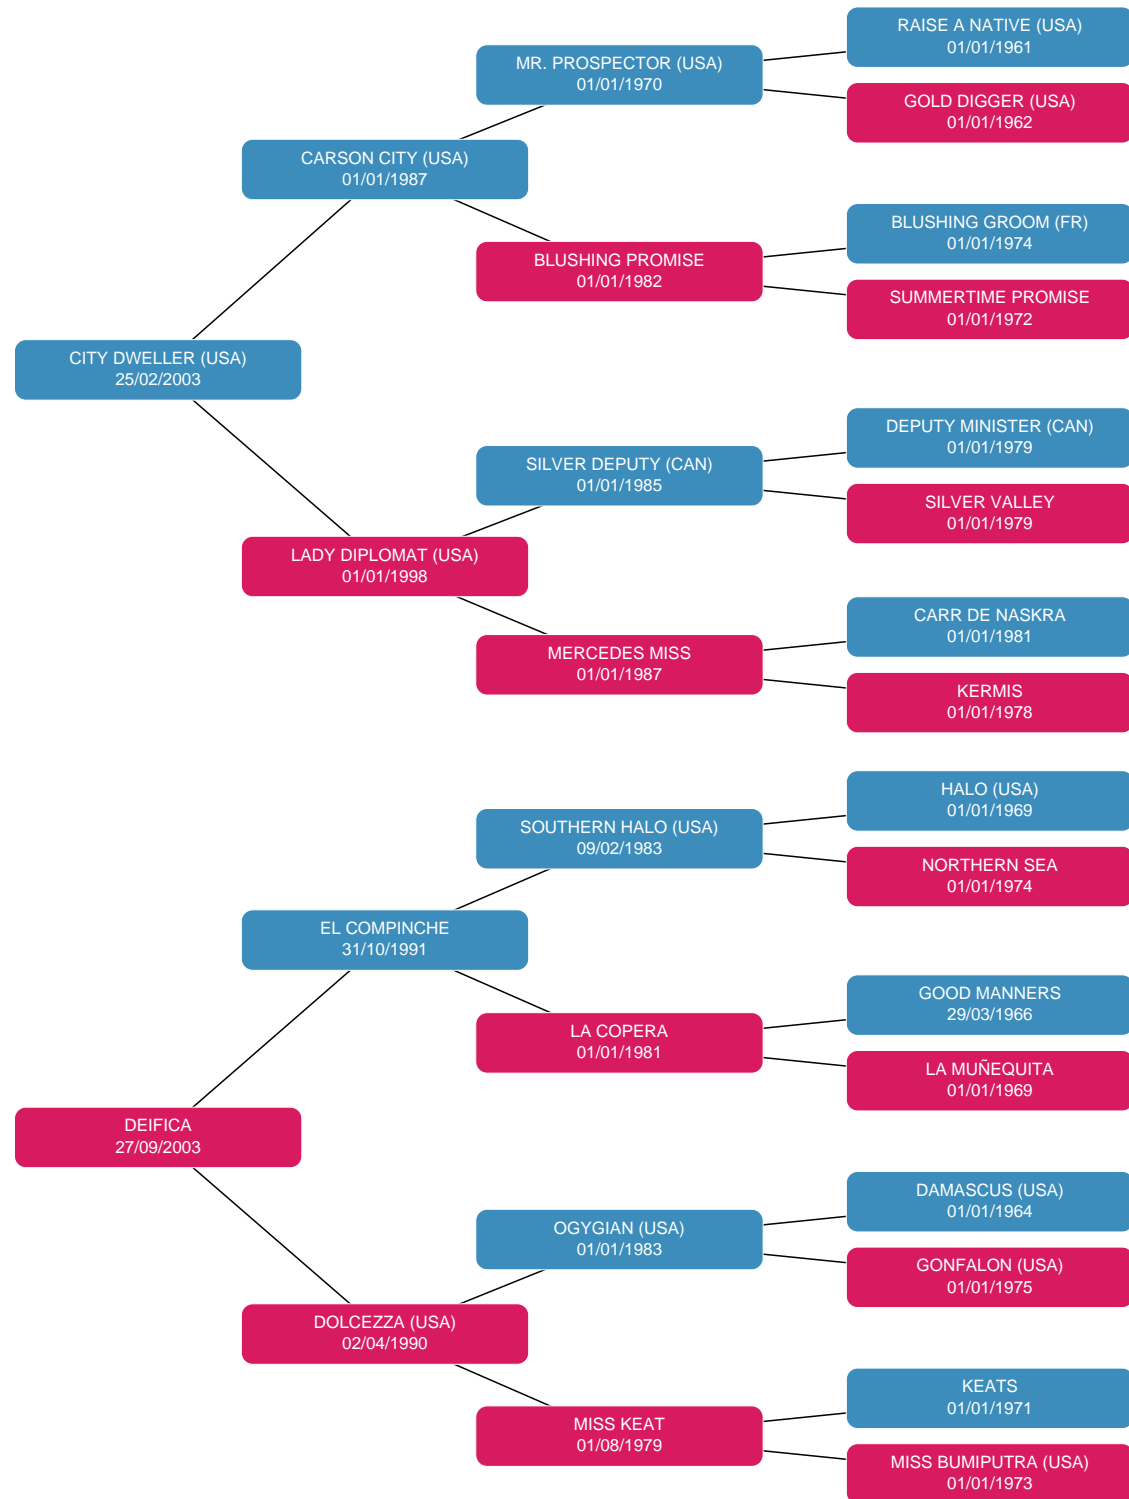 RAISE A NATIVE (USA)
01/01/1961
MR. PROSPECTOR (USA)
01/01/1970
GOLD DIGGER (USA)
01/01/1962
CARSON CITY (USA)
01/01/1987
BLUSHING GROOM (FR)
01/01/1974
BLUSHING PROMISE
01/01/1982
SUMMERTIME PROMISE
01/01/1972
CITY DWELLER (USA)
25/02/2003
DEPUTY MINISTER (CAN)
01/01/1979
SILVER DEPUTY (CAN)
01/01/1985
SILVER VALLEY
01/01/1979
LADY DIPLOMAT (USA)
01/01/1998
CARR DE NASKRA
01/01/1981
MERCEDES MISS
01/01/1987
KERMIS
01/01/1978
HALO (USA)
01/01/1969
SOUTHERN HALO (USA)
09/02/1983
NORTHERN SEA
01/01/1974
EL COMPINCHE
31/10/1991
GOOD MANNERS
29/03/1966
LA COPERA
01/01/1981
LA MUÑEQUITA
01/01/1969
DEIFICA
27/09/2003
DAMASCUS (USA)
01/01/1964
OGYGIAN (USA)
01/01/1983
GONFALON (USA)
01/01/1975
DOLCEZZA (USA)
02/04/1990
KEATS
01/01/1971
MISS KEAT
01/08/1979
MISS BUMIPUTRA (USA)
01/01/1973